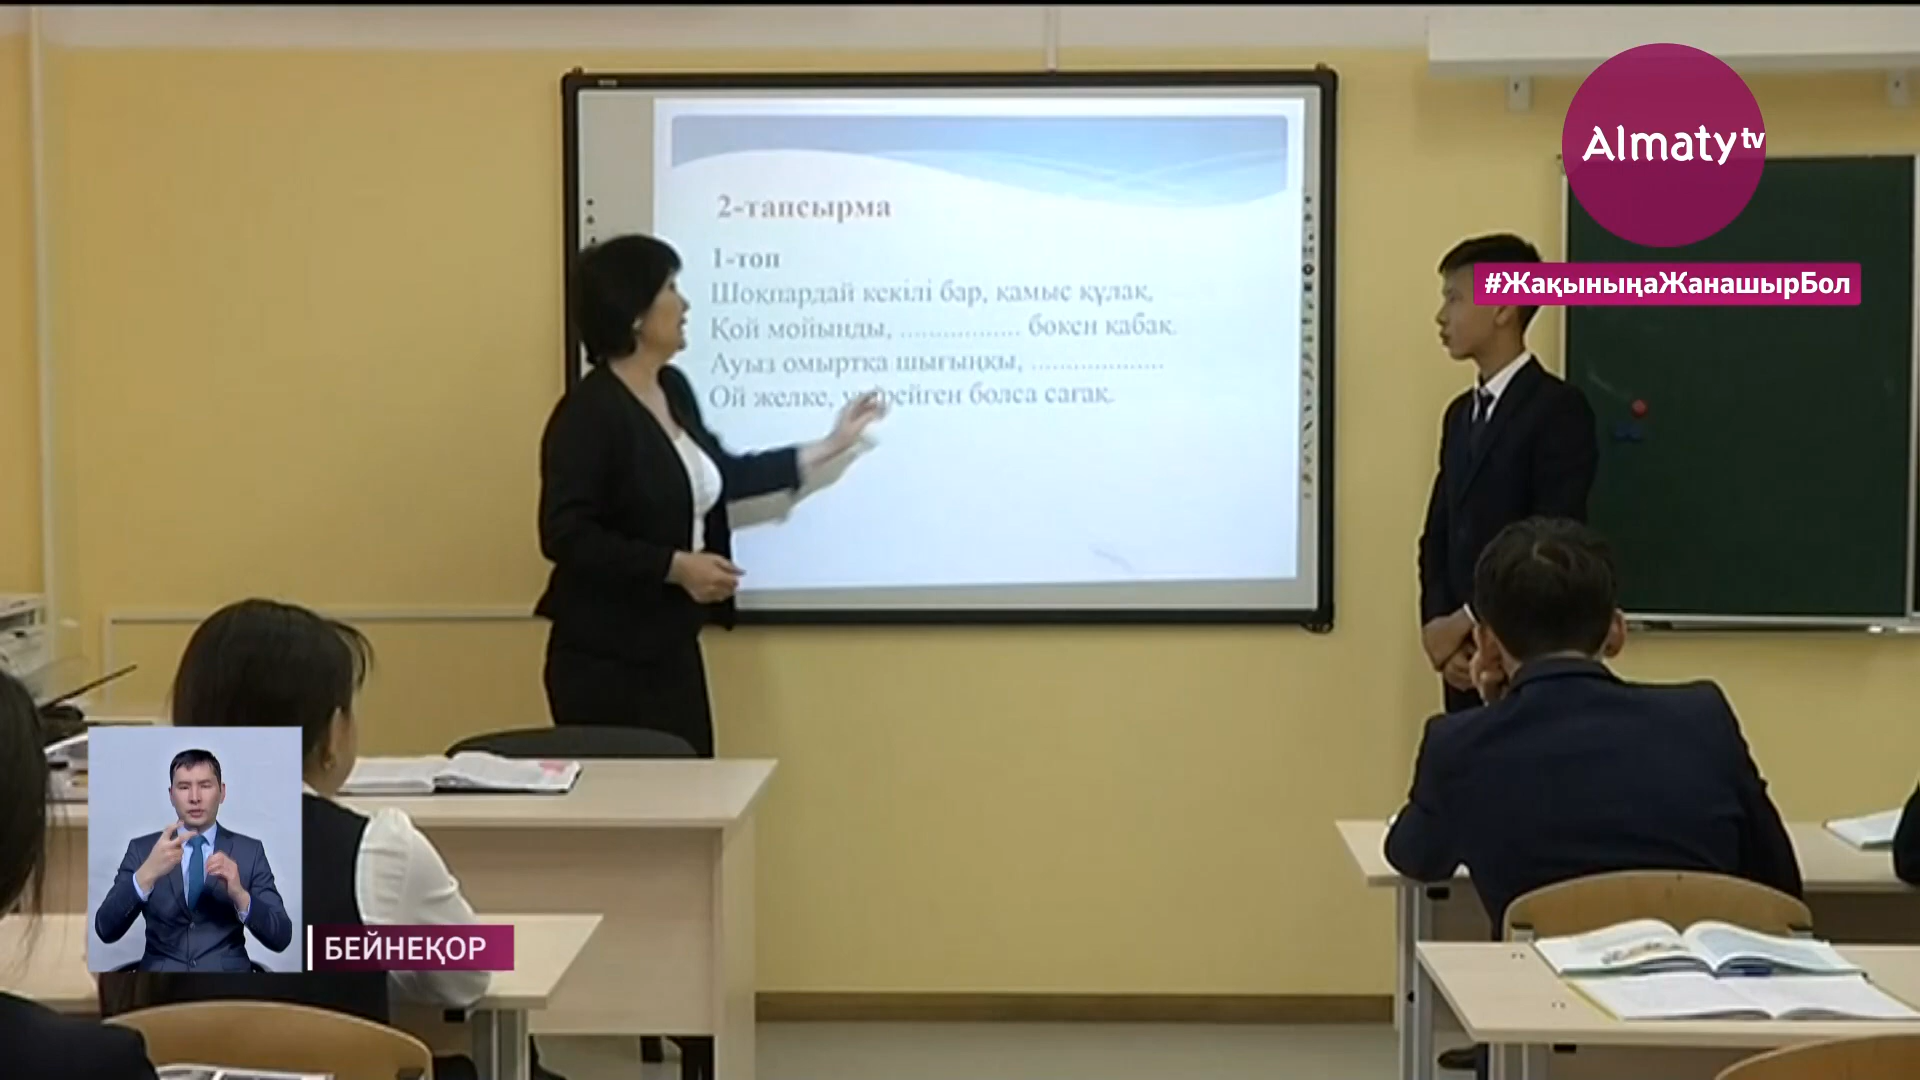 Almaty tv
#ЖақыныңаЖанашырБол
2-тапсырма
1-топ
Шоқпардай кекілі бар, қамыс құлақ,
Қой мойынды, ................. бөкен қабақ.
Ауыз омыртқа шығыңқы, ...................
Ой желке, үңірейген болса сағақ.
БЕЙНЕҚОР